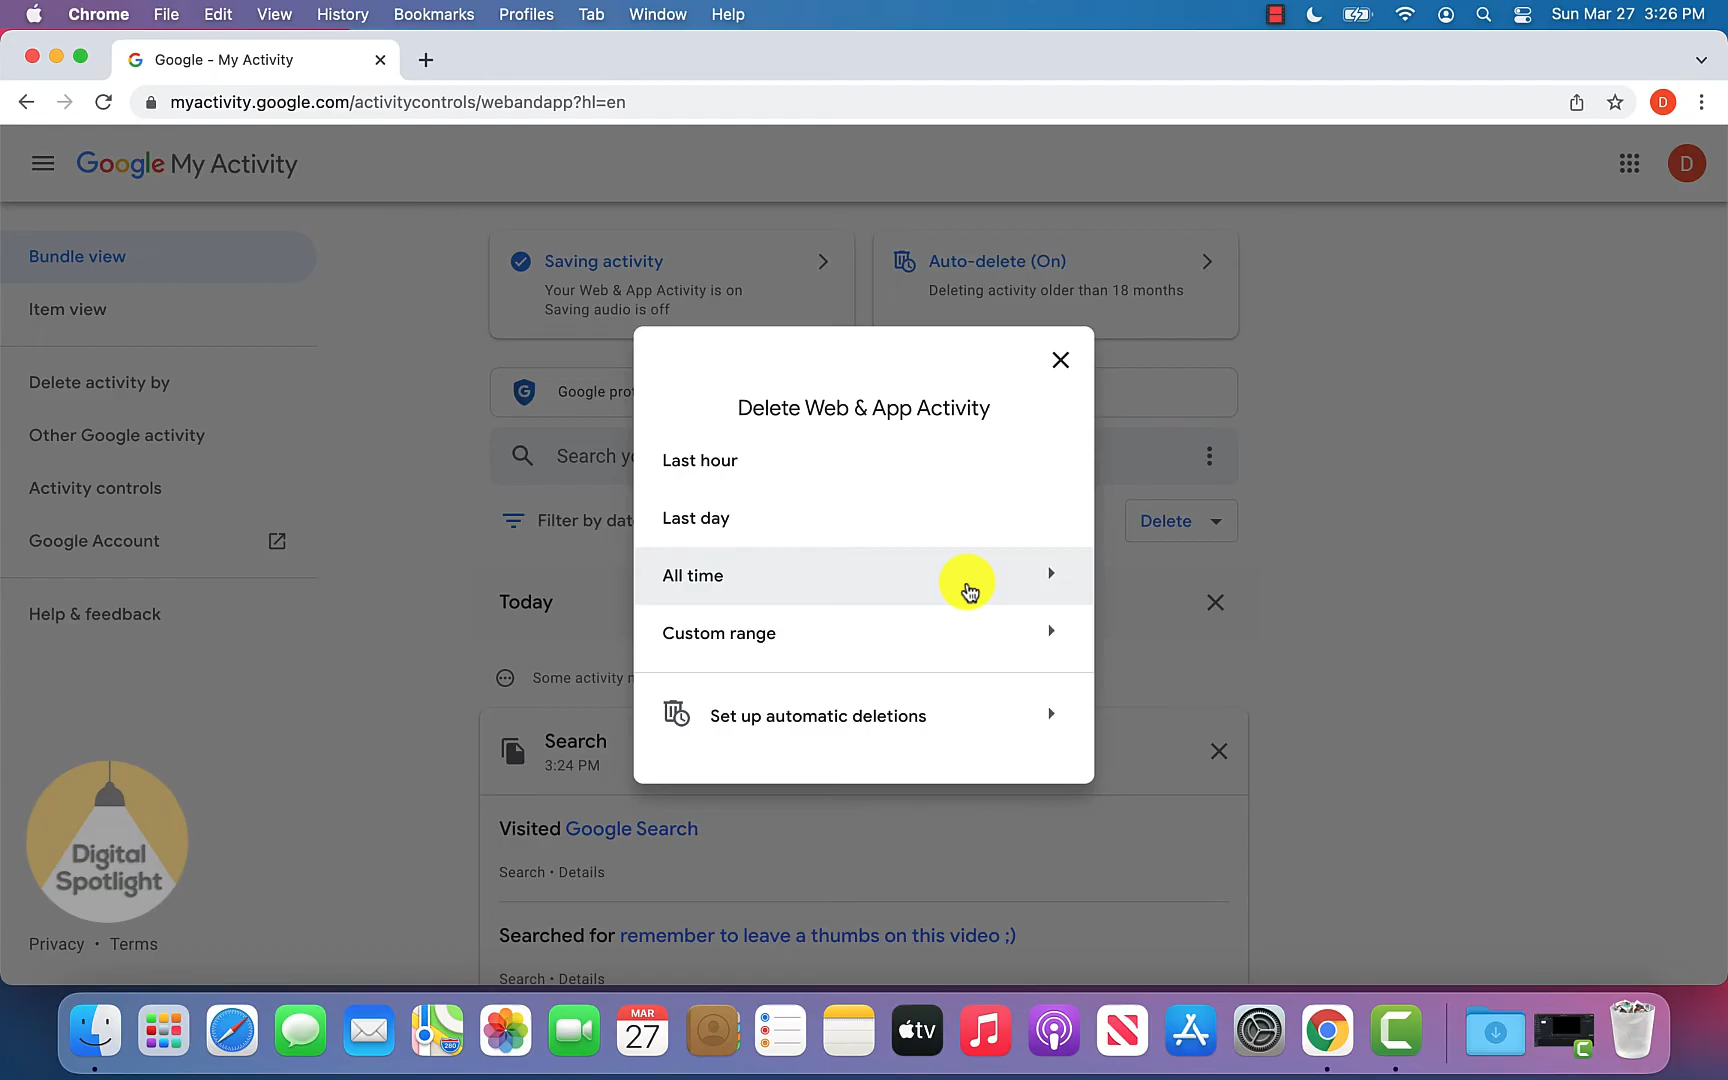 Chrome File Edit View History Bookmarks Profiles Tab Window Help Sun Mar 27 3:26 PM
Google - My Activity
myactivity.google.com/activitycontrols/webandapp?hl=en D
Google My Activity D
Bundle view
Item view
Delete activity by
Other Google activity
Activity controls
Google Account
Help & feedback
Digital
Spotlight
Privacy • Terms
Saving activity
Your Web & App Activity is on
Saving audio is off
Auto-delete (On)
Deleting activity older than 18 months
Google
Search
Filter by
Delete
Today
Some activity
Search
3:24 PM
Visited Google Search
Search • Details
Searched for remember to leave a thumbs on this video ;)
Search • Details
Delete Web & App Activity
Last hour
Last day
All time
Custom range
Set up automatic deletions
MAR
27
280
tv